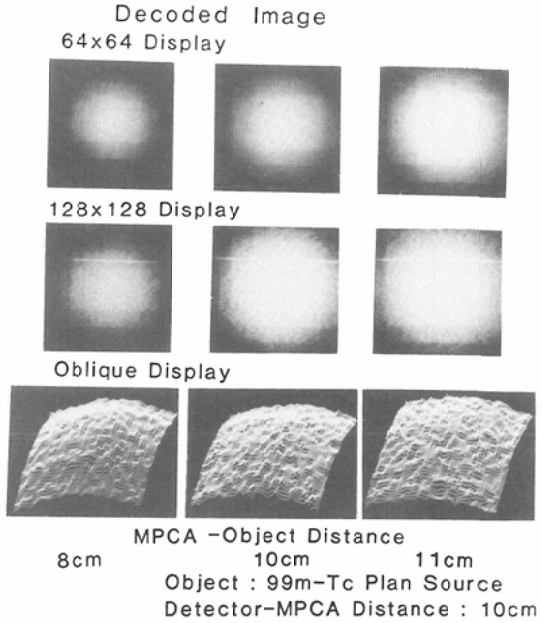 Decoded Image
64x64 Display
128x128 Display
Oblique Display
MPCA -Object Distance
8cm 10cm 11cm
Object : 99m-Tc Plan Source
Detector-MPCA Distance : 10cm